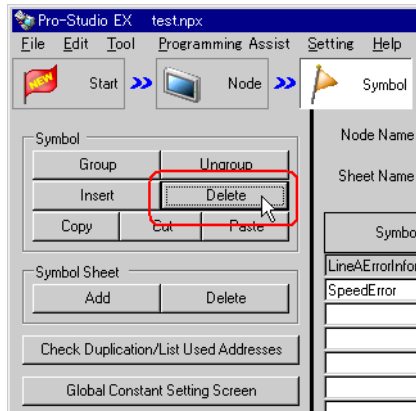 Pro-Studio EX test.npx
File Edit Tool Programming Assist Setting Help
NEW Start Node Symbol
Symbol
Group Ungroup
Insert Delete
Copy Cut Paste
Symbol Sheet
Add Delete
Check Duplication/List Used Addresses
Global Constant Setting Screen
Node Name
Sheet Name
Symbo
LineAErrorInfor
SpeedError